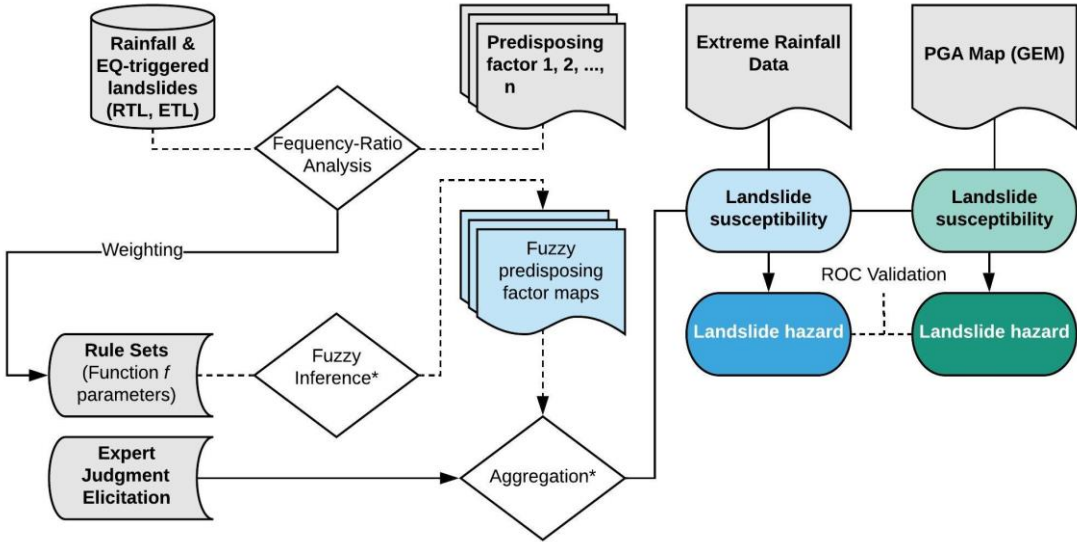 Rainfall &
EQ-triggered
landslides
(RTL, ETL)
Predisposing
factor 1, 2, ...,
n
Extreme Rainfall
Data
PGA Map (GEM)
Fequency-Ratio
Analysis
Landslide
susceptibility
Landslide
susceptibility
Weighting
Fuzzy
predisposing
factor maps
ROC Validation
Landslide hazard
Landslide hazard
Rule Sets
(Function f
parameters)
Fuzzy
Inference*
Expert
Judgment
Elicitation
Aggregation*